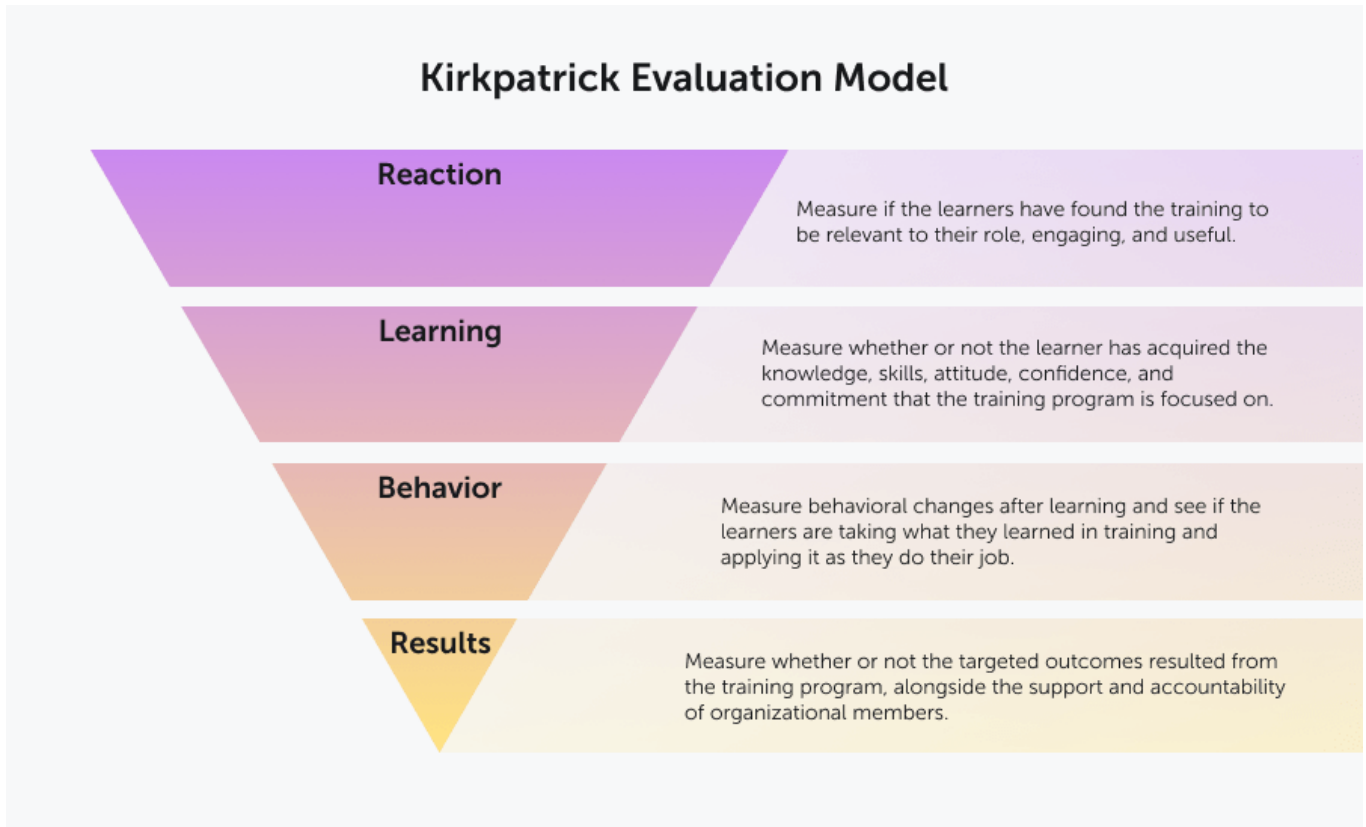 Kirkpatrick Evaluation Model
Reaction
Measure if the learners have found the training to
be relevant to their role, engaging, and useful.
Learning
Measure whether or not the learner has acquired the
knowledge, skills, attitude, confidence, and
commitment that the training program is focused on.
Behavior
Measure behavioral changes after learning and see if the
learners are taking what they learned in training and
applying it as they do their job.
Results
Measure whether or not the targeted outcomes resulted from
the training program, alongside the support and accountability
of organizational members.